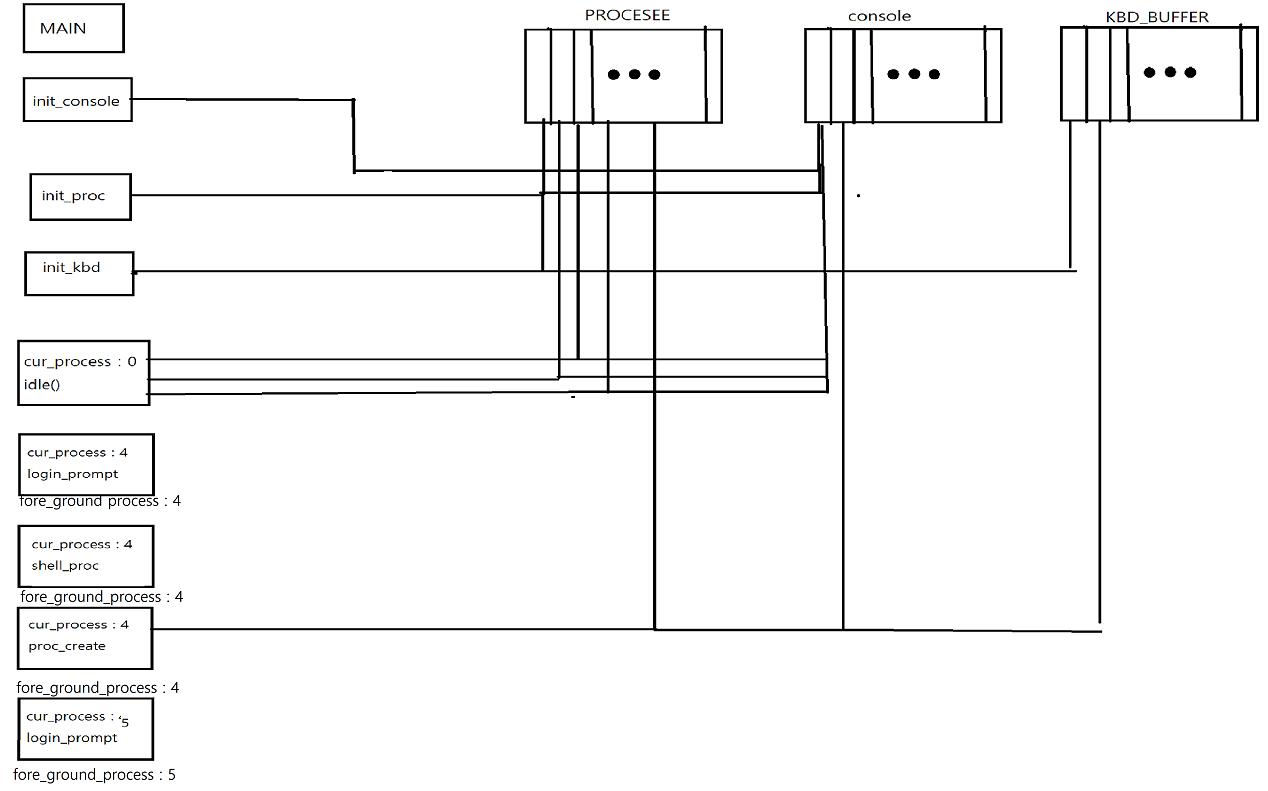 MAIN
PROCESEE
console
KBD_BUFFER
init_console
init_proc
init_kbd
cur_process : 0
idle()
cur_process : 4
login_prompt
fore_ground process : 4
cur_process : 4
shell_proc
fore_ground_process : 4
cur_process : 4
proc_create
fore_ground_process : 4
cur_process : 5
login_prompt
fore_ground_process : 5